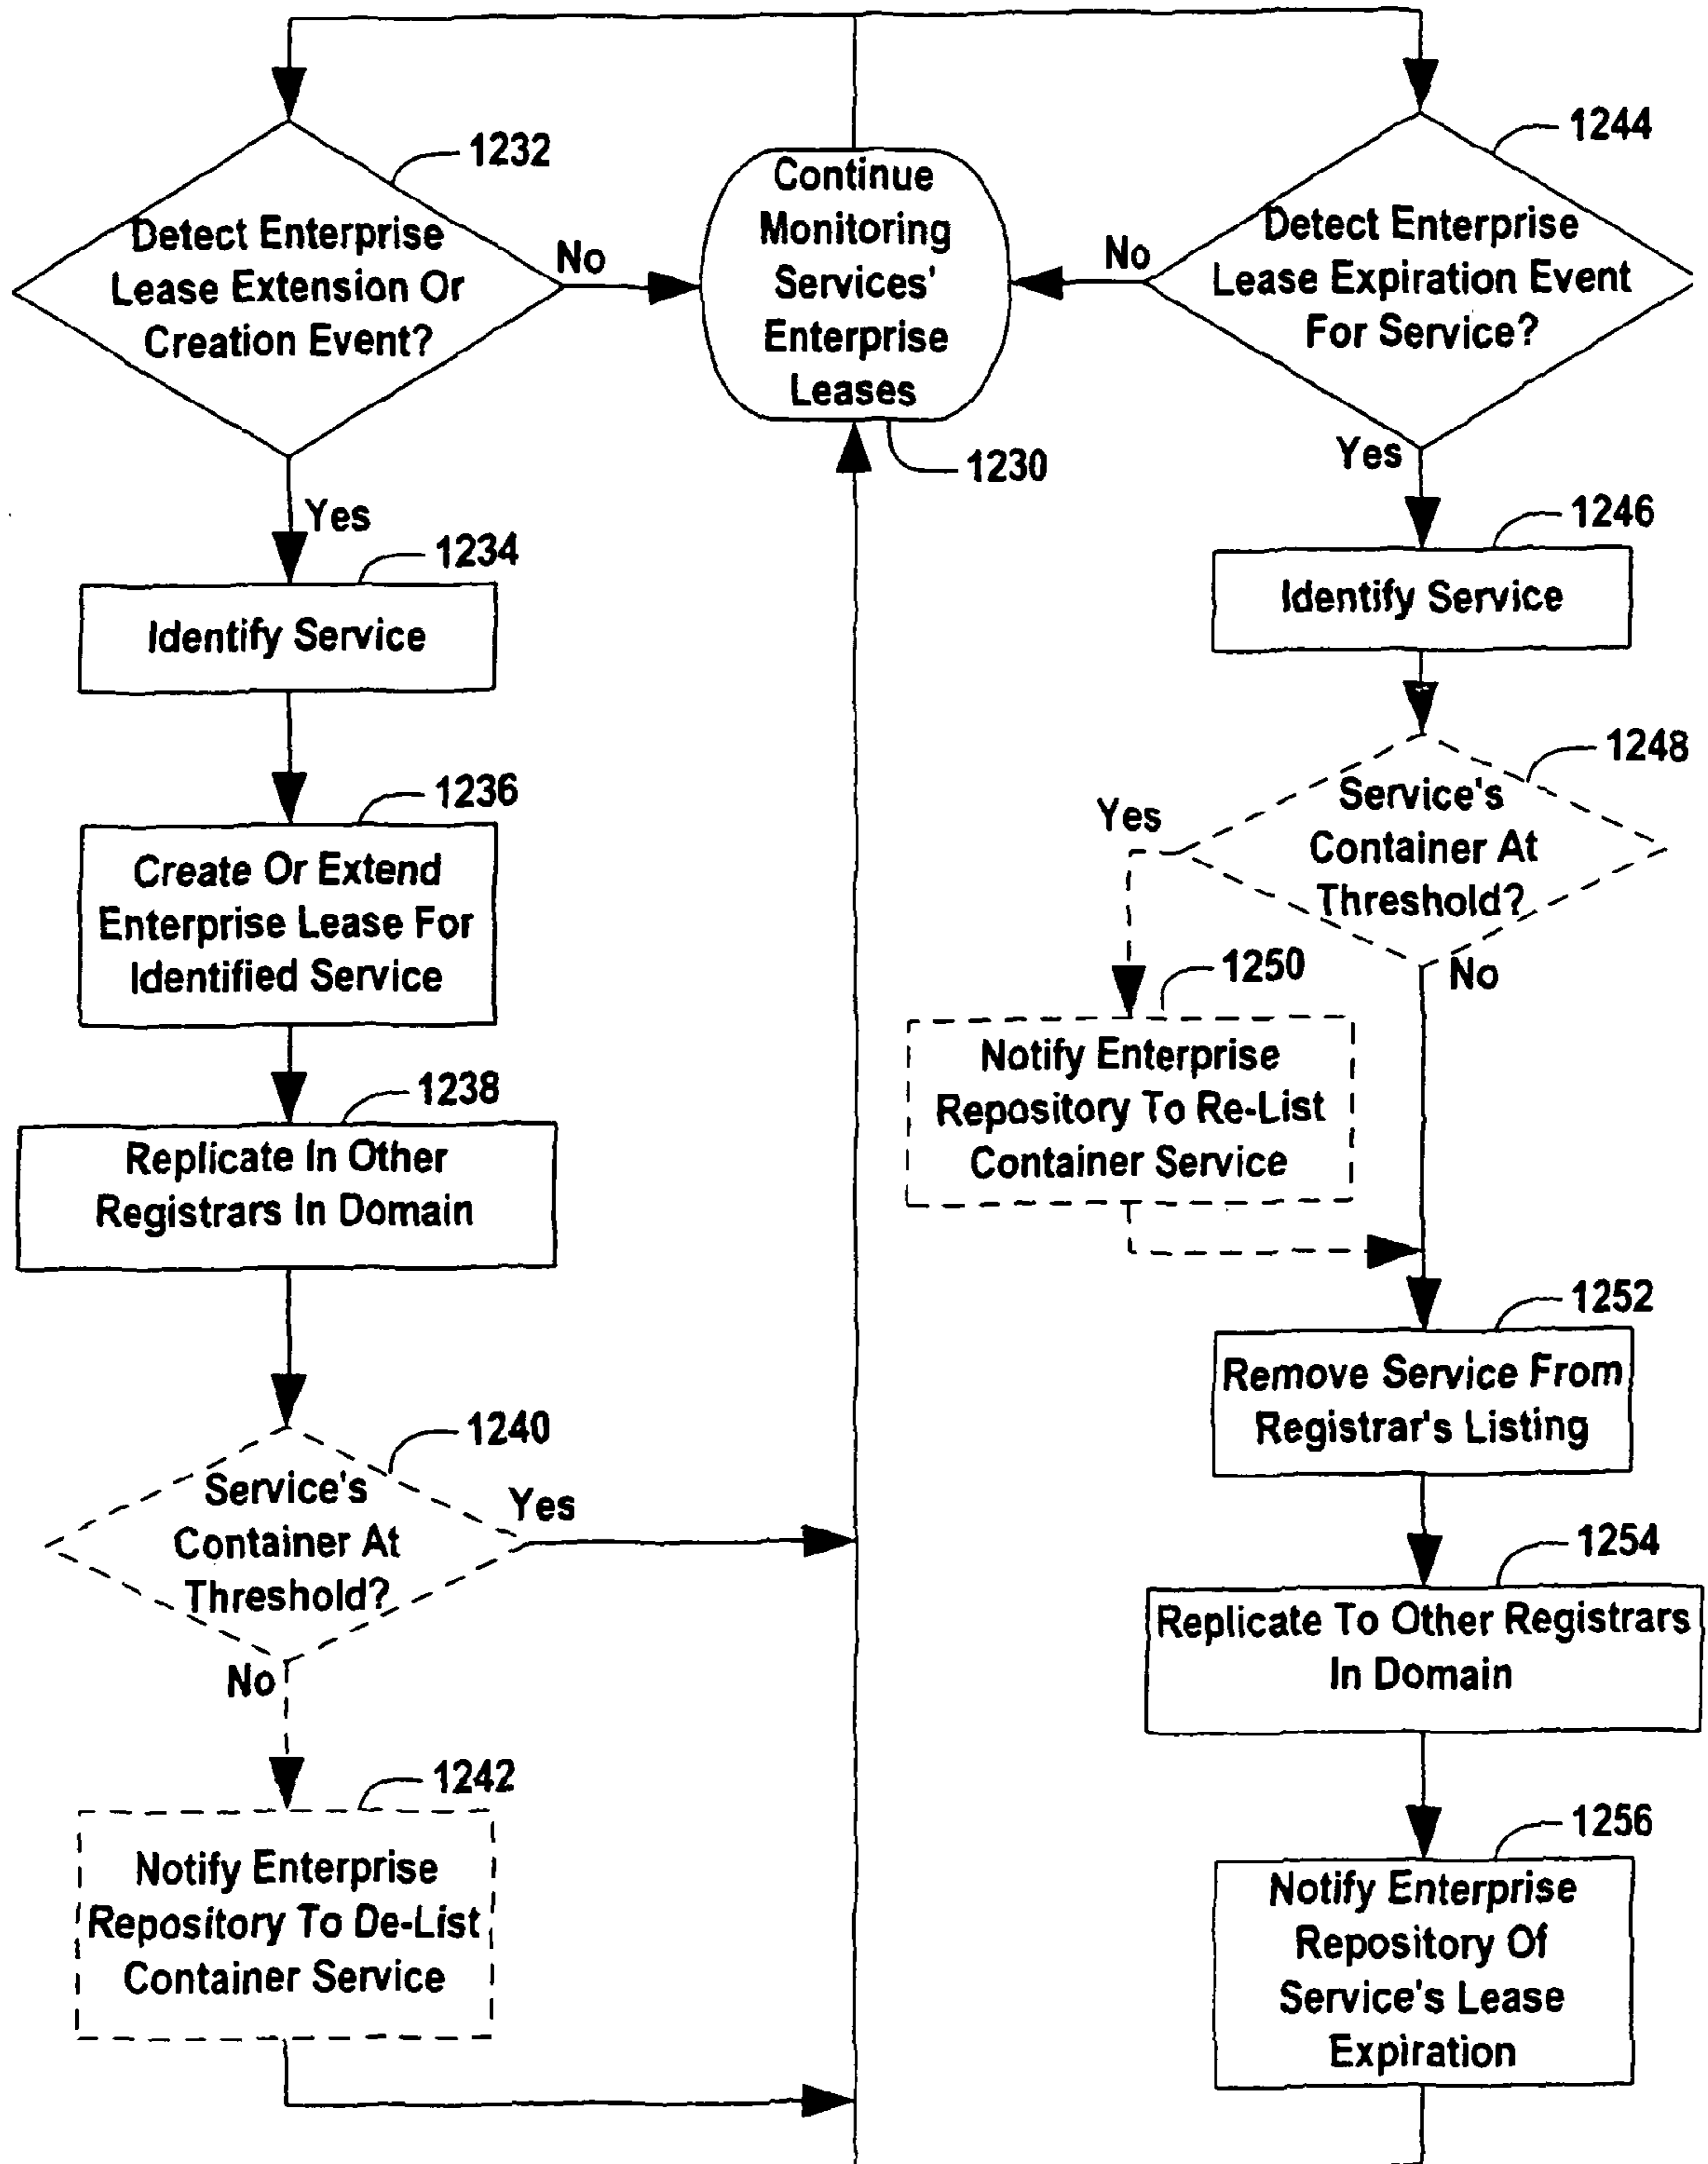 1232
Detect Enterprise
Lease Extension Or
Creation Event?
No
Yes
Continue
Monitoring
Services'
Enterprise
Leases
1230
1244
Detect Enterprise
Lease Expiration Event
For Service?
No
Yes
1234
Identify Service
1236
Create Or Extend
Enterprise Lease For
Identified Service
1238
Replicate In Other
Registrars In Domain
1240
Service's
Container At
Threshold?
Yes
No
1242
Notify Enterprise
Repository To De-List
Container Service
1246
Identify Service
1248
Service's
Container At
Threshold?
Yes
No
1250
Notify Enterprise
Repository To Re-List
Container Service
1252
Remove Service From
Registrar's Listing
1254
Replicate To Other Registrars
In Domain
1256
Notify Enterprise
Repository Of
Service's Lease
Expiration